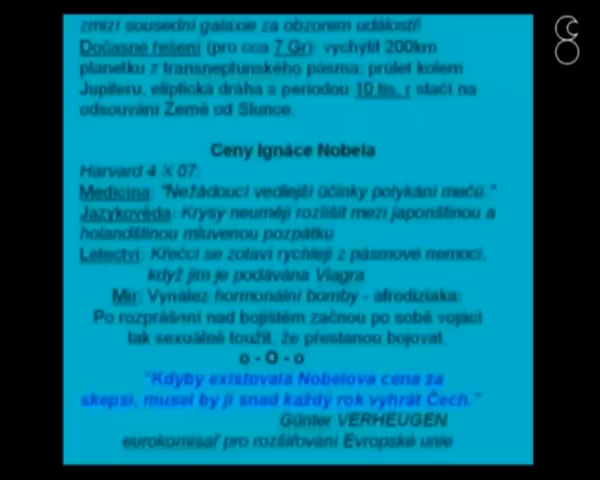 zmizí sousední galaxie za obzorem událostí!
Dočasné řešení (pro cca 7 Gr): vychýlit 200km
planetku z transneptunského pásma; průlet kolem
Jupiteru, eliptická dráha s periodou 10 tis. r stačí na
odsouvání Země od Slunce.
Ceny Ignáce Nobela
Harvard 4 X 07:
Medicína: "Nežádoucí vedlejší účinky polykání mečů."
Jazykověda: Krysy neumějí rozlišit mezi japonštinou a
holandštinou mluvenou pozpátku
Letectví: Křečci se zotaví rychleji z pásmové nemoci,
když jim je podávána Viagra
Mír: Vynález hormonální bomby - afrodiziaka:
Po rozprášení nad bojištěm začnou po sobě vojáci
tak sexuálně toužit, že přestanou bojovat.
o - O - o
"Kdyby existovala Nobelova cena za
skepsi, musel by ji snad každý rok vyhrát Čech."
Günter VERHEUGEN
eurokomisař pro rozšiřování Evropské unie